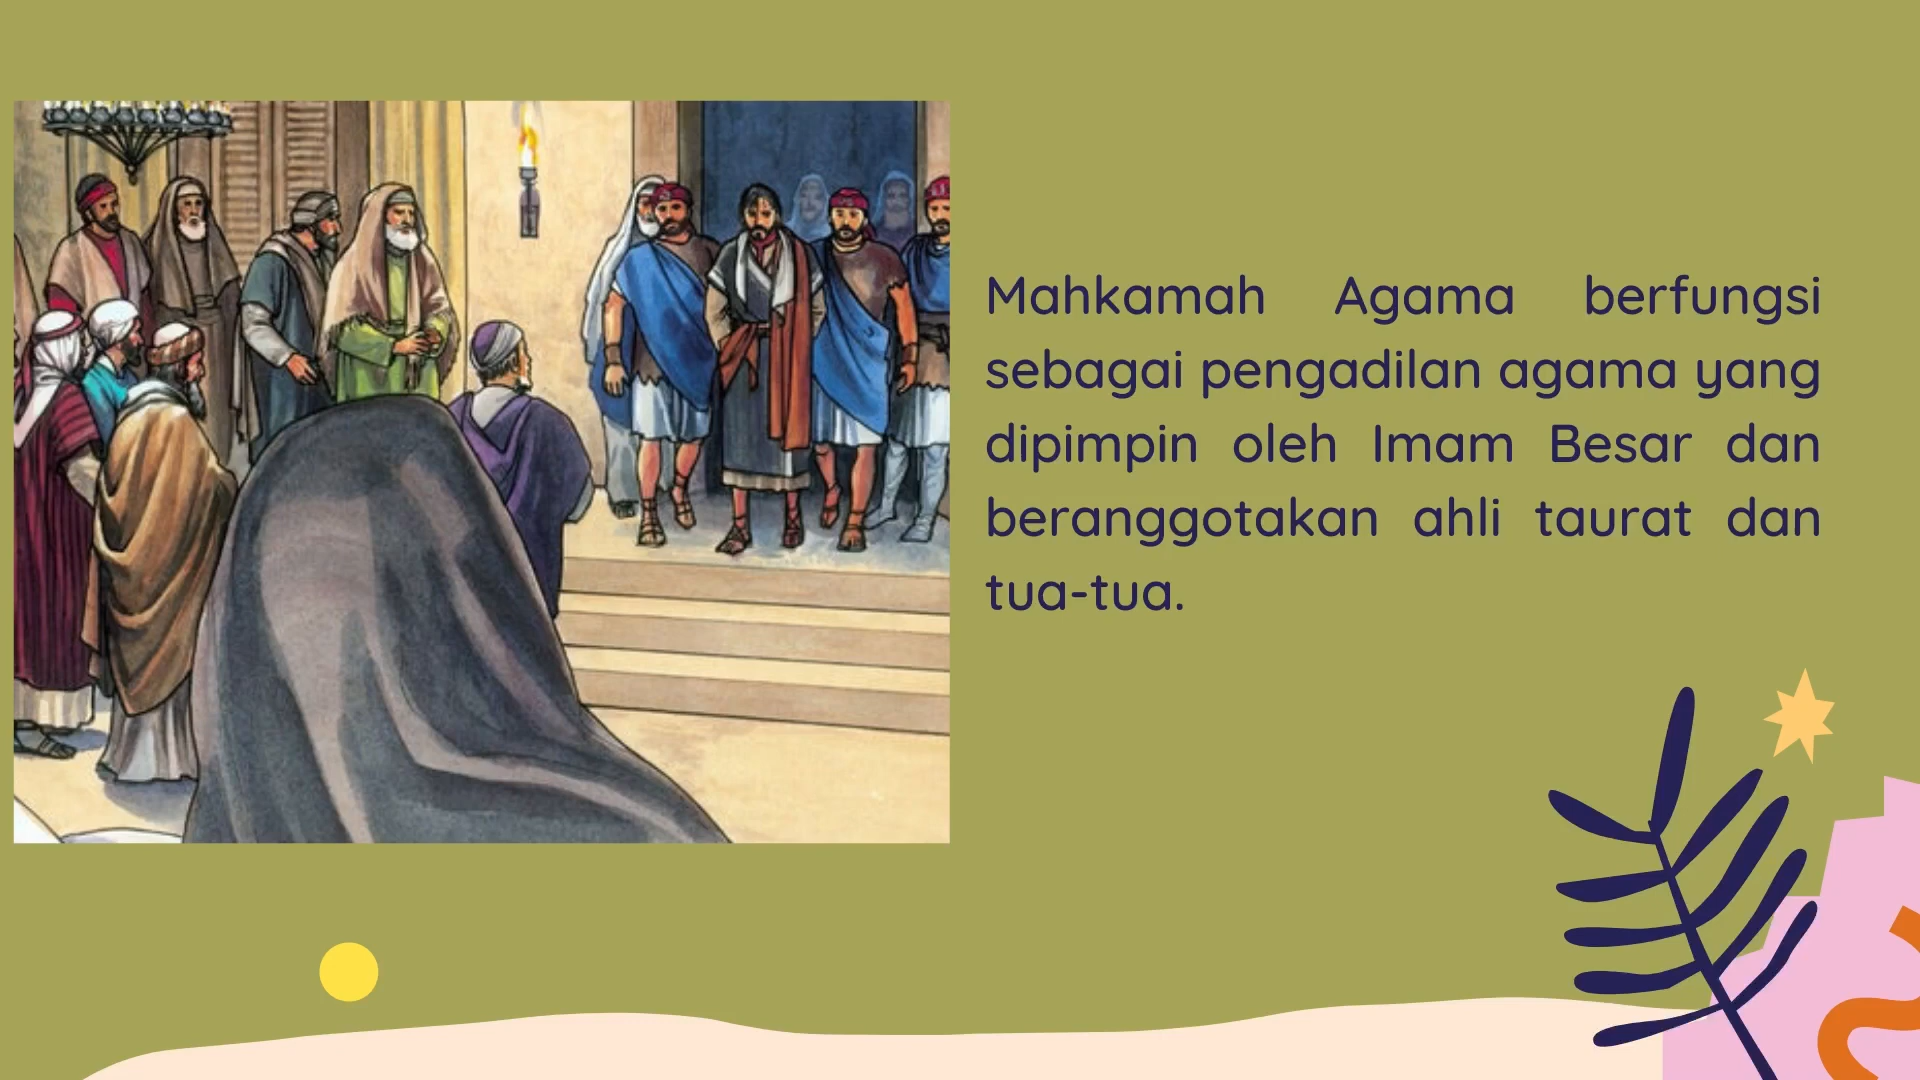 Mahkamah Agama berfungsi
sebagai pengadilan agama yang
dipimpin oleh Imam Besar dan
beranggotakan ahli taurat dan
tua-tua.